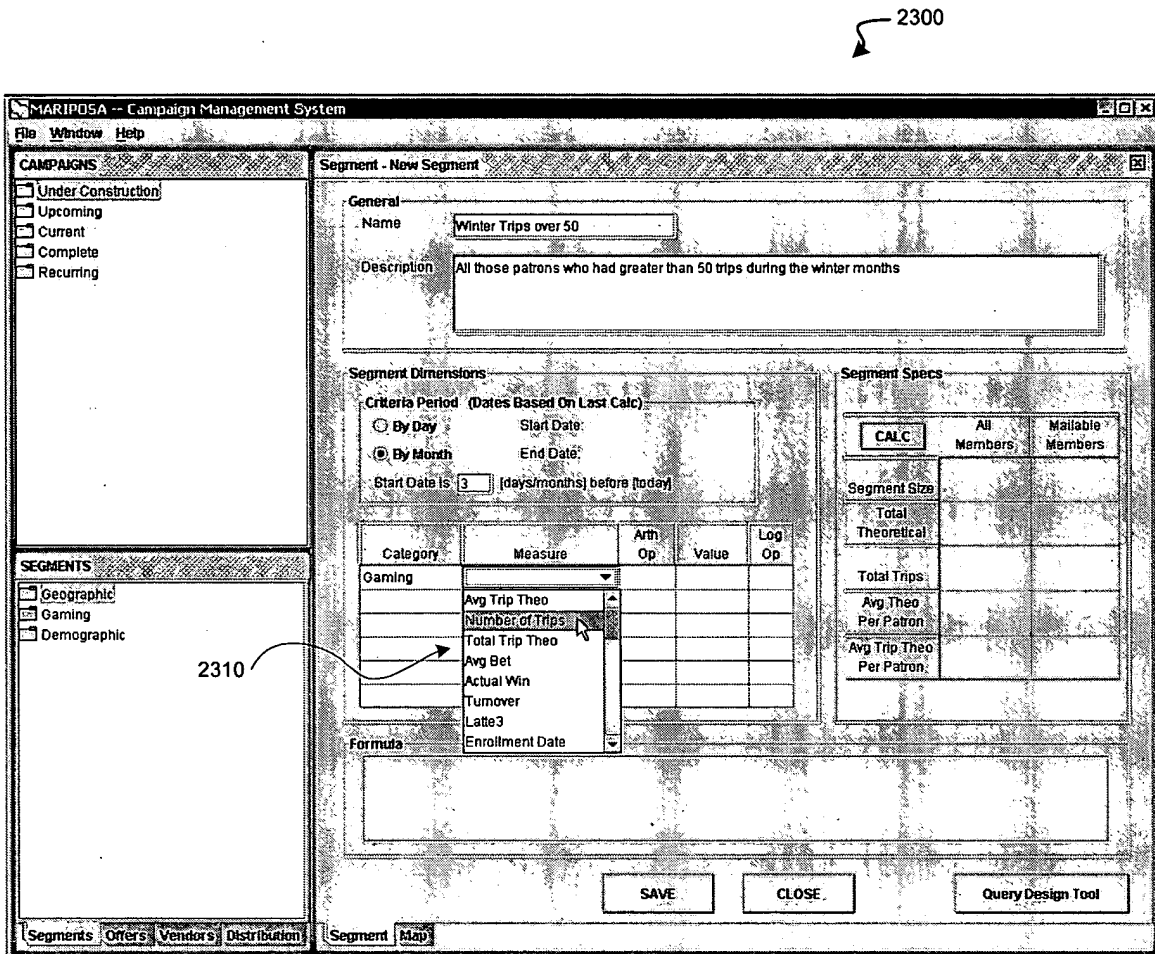 2300
MARIPOSA -- Campaign Management System
File Window Help
CAMPAIGNS
Under Construction
Upcoming
Current
Complete
Recurring
SEGMENTS
Geographic
Gaming
Demographic
2310
Segments Offers Vendors Distribution
Segment - New Segment
General
Name Winter Trips over 50
Description All those patrons who had greater than 50 trips during the winter months
Segment Dimensions
Criteria Period (Dates Based On Last Calc)
By Day Start Date:
By Month End Date:
Start Date is 3 [days/months] before [today]
Category Measure Arth Op Value Log Op
Gaming
Avg Trip Theo
Number of Trips
Total Trip Theo
Avg Bet
Actual Win
Turnover
Latte3
Enrollment Date
Segment Specs
CALC All Members Mailable Members
Segment Size
Total Theoretical
Total Trips
Avg Theo Per Patron
Avg Trip Theo Per Patron
Formula
SAVE CLOSE Query Design Tool
Segment Map